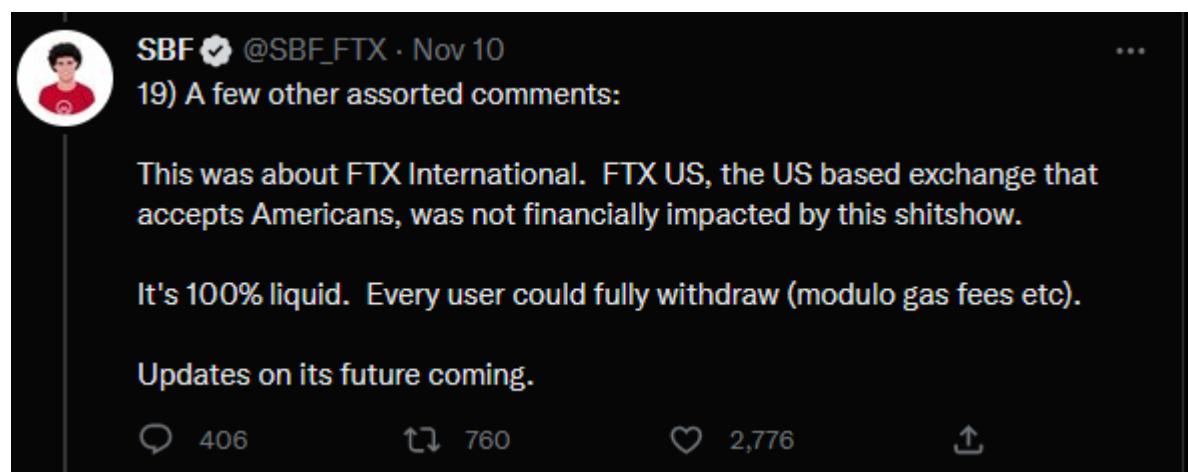 SBF @SBF_FTX · Nov 10
19) A few other assorted comments:
This was about FTX International.  FTX US, the US based exchange that
accepts Americans, was not financially impacted by this shitshow.
It's 100% liquid.  Every user could fully withdraw (modulo gas fees etc).
Updates on its future coming.
406 760 2,776